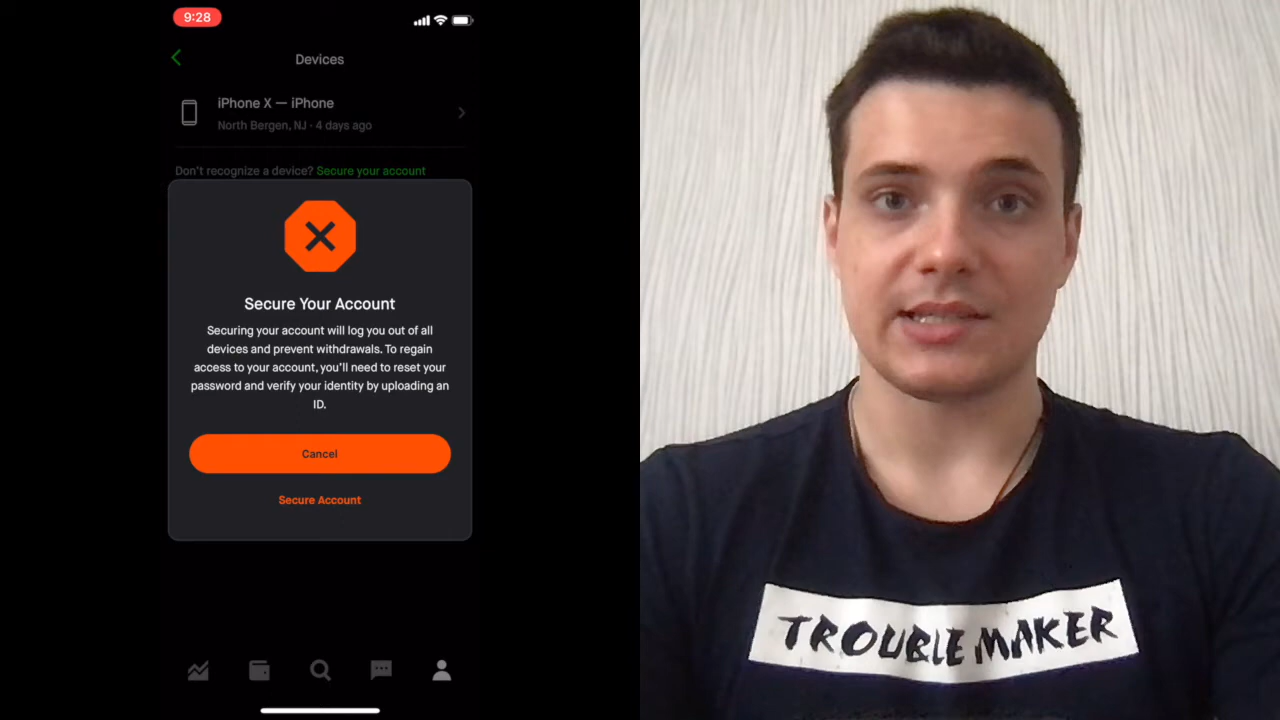 9:28
Devices
iPhone X — iPhone
North Bergen, NJ · 4 days ago
Don't recognize a device? Secure your account
Secure Your Account
Securing your account will log you out of all
devices and prevent withdrawals. To regain
access to your account, you'll need to reset your
password and verify your identity by uploading an
ID.
Cancel
Secure Account
TROUBLE MAKER